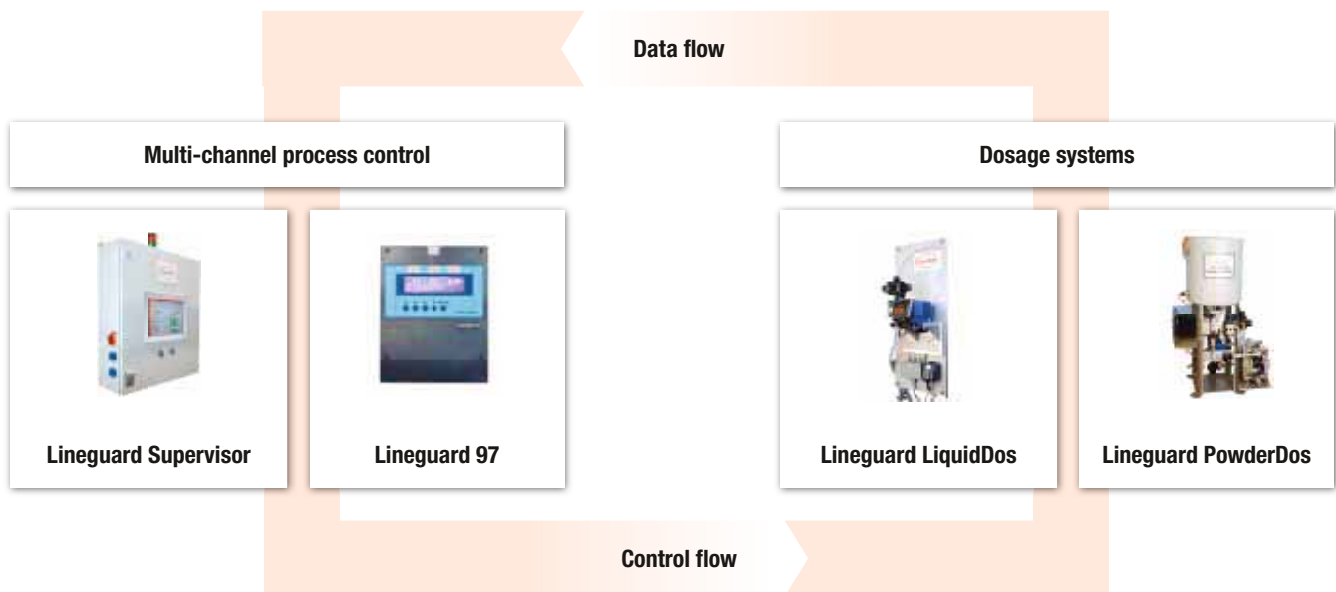 Data flow
Multi-channel process control
Dosage systems
Lineguard Supervisor
Lineguard 97
Lineguard LiquidDos
Lineguard PowderDos
Control flow